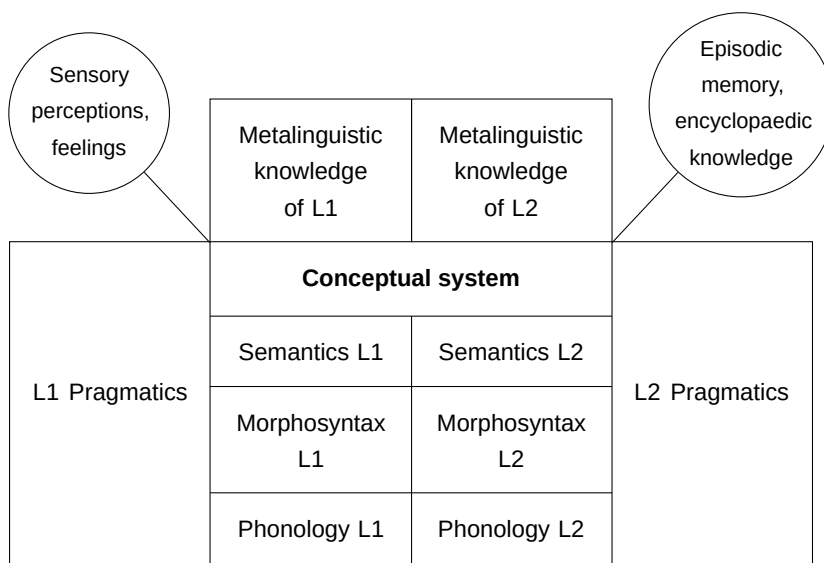 Sensory
perceptions,
feelings
Episodic
memory,
encyclopaedic
knowledge
Metalinguistic
knowledge
of L1
Metalinguistic
knowledge
of L2
Conceptual system
L1 Pragmatics
Semantics L1
Semantics L2
Morphosyntax
L1
Morphosyntax
L2
Phonology L1
Phonology L2
L2 Pragmatics